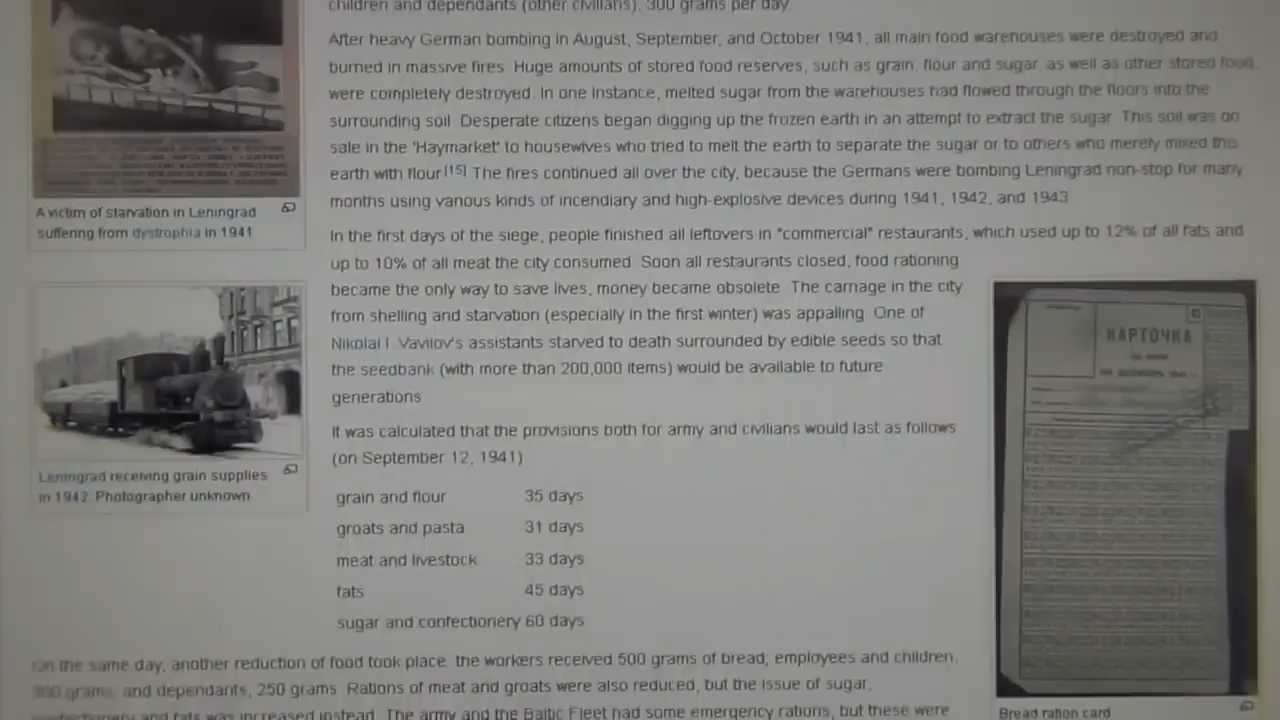 children and dependants (other civilians), 300 grams per day
After heavy German bombing in August, September, and October 1941, all main food warehouses were destroyed and
burned in massive fires. Huge amounts of stored food reserves, such as grain, flour and sugar, as well as other stored food,
were completely destroyed. In one instance, melted sugar from the warehouses had flowed through the floors into the
surrounding soil. Desperate citizens began digging up the frozen earth in an attempt to extract the sugar. This soil was on
sale in the 'Haymarket' to housewives who tried to melt the earth to separate the sugar or to others who merely mixed this
earth with flour.[15] The fires continued all over the city, because the Germans were bombing Leningrad non-stop for many
months using various kinds of incendiary and high-explosive devices during 1941, 1942, and 1943.
A victim of starvation in Leningrad
suffering from dystrophia in 1941
In the first days of the siege, people finished all leftovers in "commercial" restaurants, which used up to 12% of all fats and
up to 10% of all meat the city consumed. Soon all restaurants closed, food rationing
became the only way to save lives, money became obsolete. The carnage in the city
from shelling and starvation (especially in the first winter) was appalling. One of
Nikolai I. Vavilov's assistants starved to death surrounded by edible seeds so that
the seedbank (with more than 200,000 items) would be available to future
generations.
Leningrad receiving grain supplies
in 1942. Photographer unknown
It was calculated that the provisions both for army and civilians would last as follows
(on September 12, 1941)
grain and flour 35 days
groats and pasta 31 days
meat and livestock 33 days
fats 45 days
sugar and confectionery 60 days
КАРТОЧКА
Bread ration card
On the same day, another reduction of food took place: the workers received 500 grams of bread; employees and children,
300 grams; and dependants, 250 grams. Rations of meat and groats were also reduced, but the issue of sugar,
confectionery and fats was increased instead. The army and the Baltic Fleet had some emergency rations, but these were